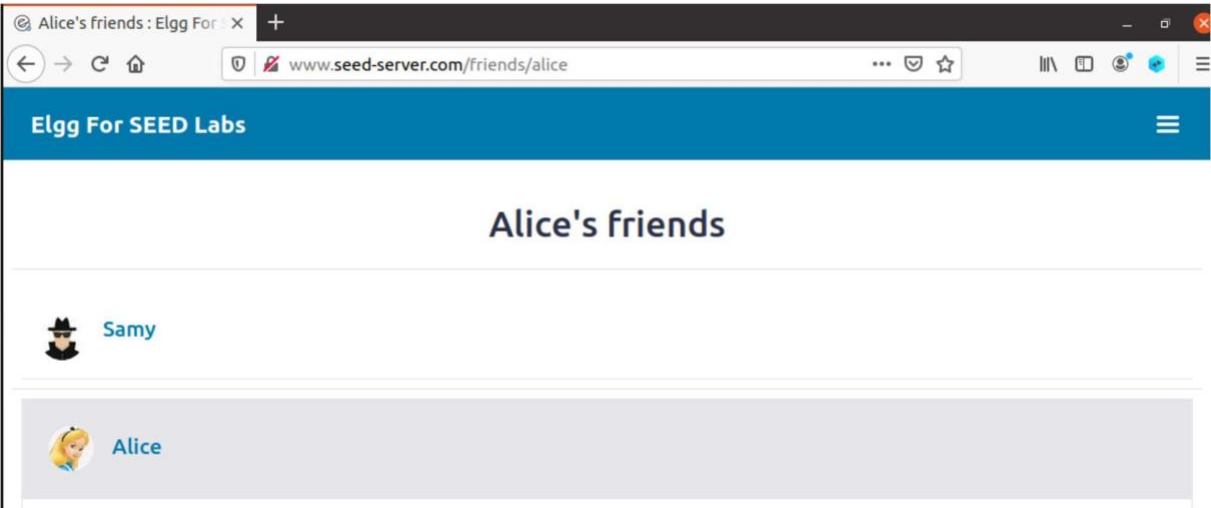 Alice's friends : Elgg For S
www.seed-server.com/friends/alice
Elgg For SEED Labs
Alice's friends
Samy
Alice